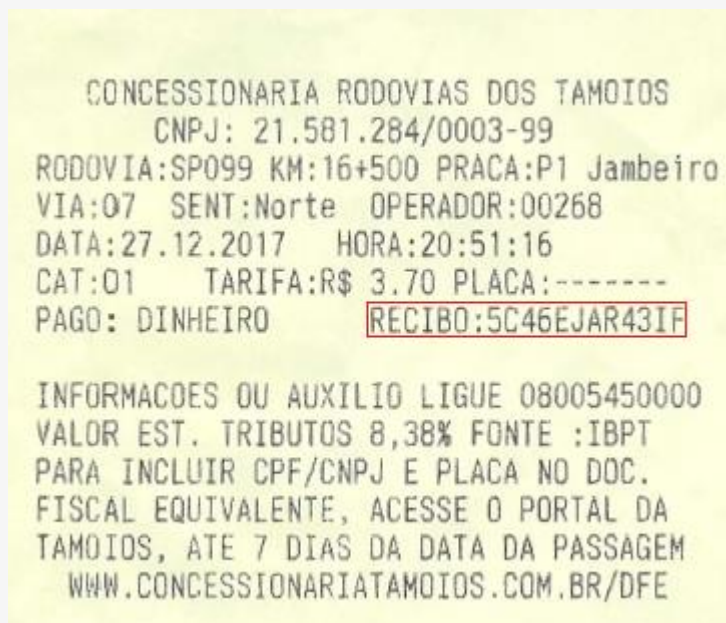 CONCESSIONARIA RODOVIAS DOS TAMOIOS
CNPJ: 21.581.284/0003-99
RODOVIA:SP099 KM:16+500 PRACA:P1 Jambeiro
VIA:07 SENT:Norte OPERADOR:00268
DATA:27.12.2017 HORA:20:51:16
CAT:01 TARIFA:R$ 3.70 PLACA:-------
PAGO: DINHEIRO RECIBO:5C46EJAR43IF
INFORMACOES OU AUXILIO LIGUE 08005450000
VALOR EST. TRIBUTOS 8,38% FONTE :IBPT
PARA INCLUIR CPF/CNPJ E PLACA NO DOC.
FISCAL EQUIVALENTE, ACESSE O PORTAL DA
TAMOIOS, ATE 7 DIAS DA DATA DA PASSAGEM
WWW.CONCESSIONARIATAMOIOS.COM.BR/DFE